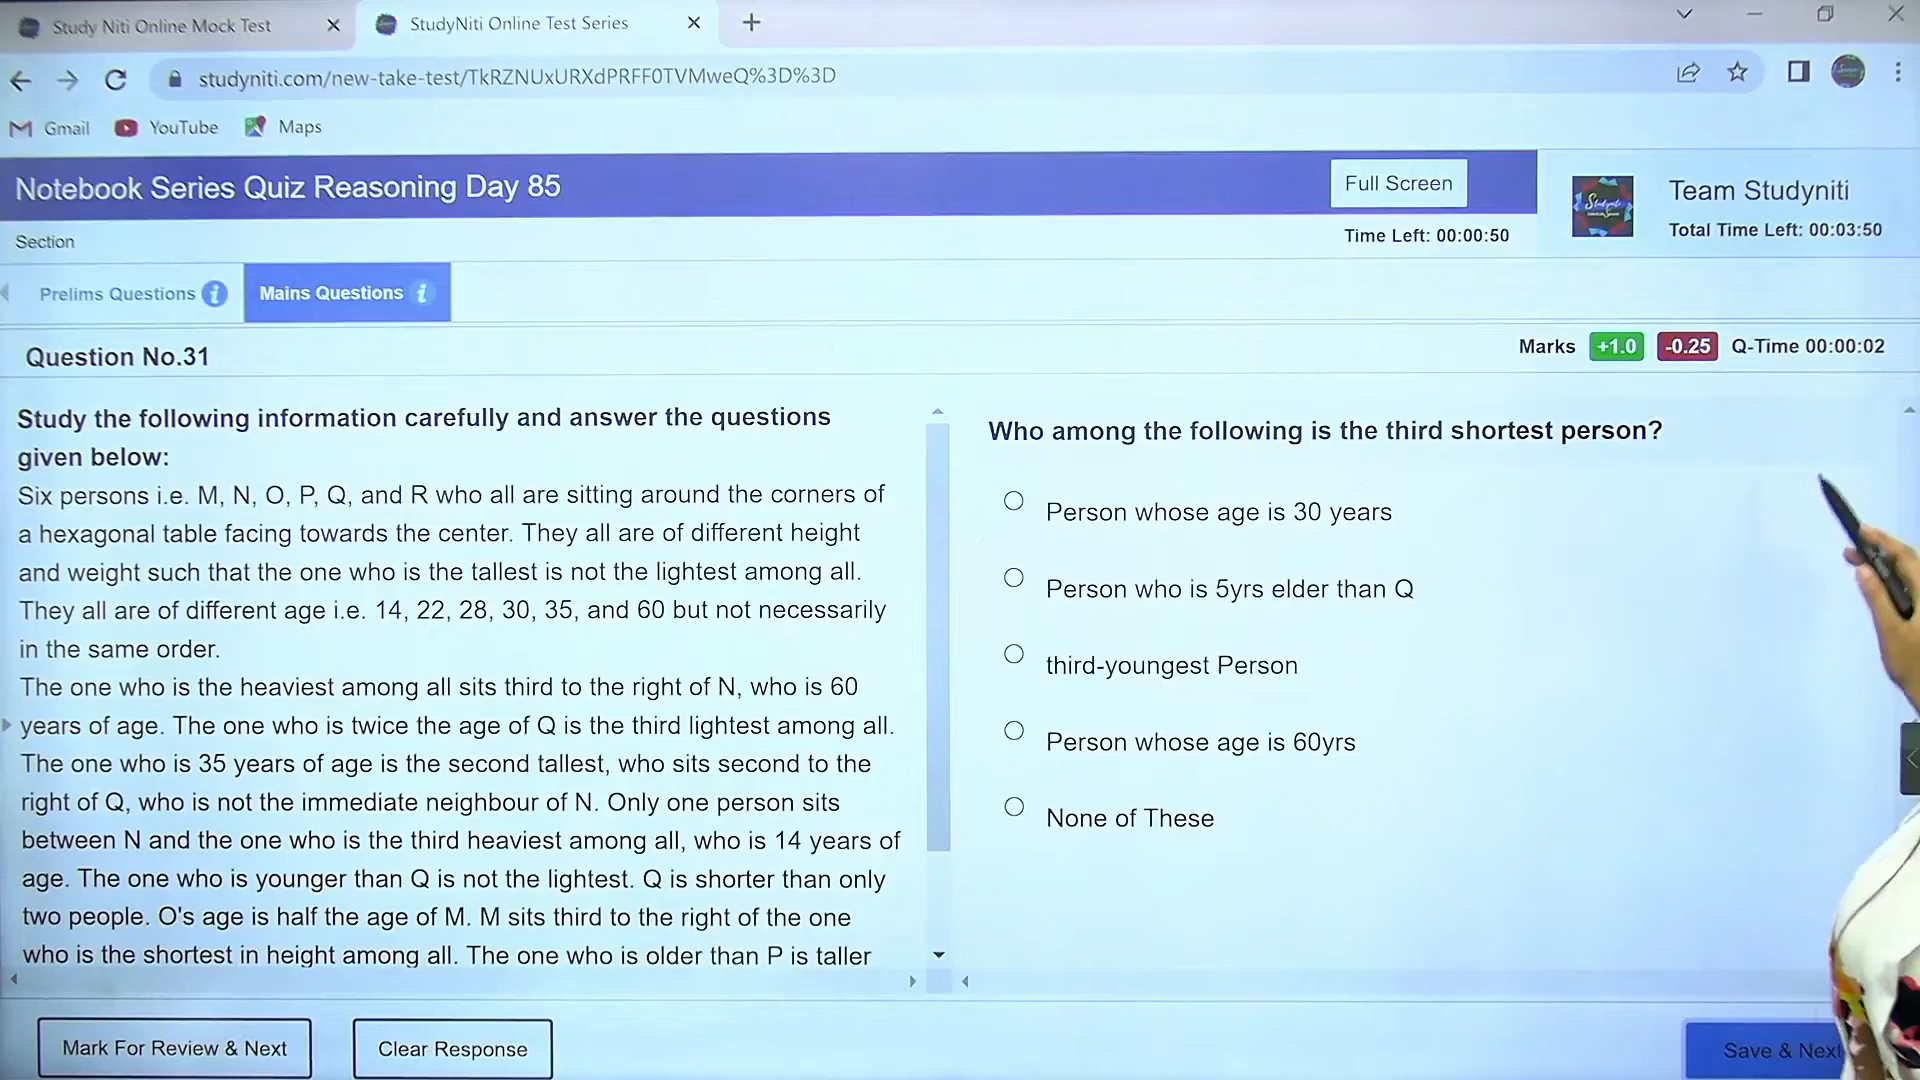 Study Niti Online Mock Test
StudyNiti Online Test Series
studyniti.com/new-take-test/TkRZNUxURXdPRFF0TVMweQ%3D%3D
Gmail
YouTube
Maps
Notebook Series Quiz Reasoning Day 85
Full Screen
Team Studyniti
Section
Time Left: 00:00:50
Total Time Left: 00:03:50
Prelims Questions i
Mains Questions i
Question No.31
Marks +1.0 -0.25 Q-Time 00:00:02
Study the following information carefully and answer the questions
given below:
Six persons i.e. M, N, O, P, Q, and R who all are sitting around the corners of
a hexagonal table facing towards the center. They all are of different height
and weight such that the one who is the tallest is not the lightest among all.
They all are of different age i.e. 14, 22, 28, 30, 35, and 60 but not necessarily
in the same order.
The one who is the heaviest among all sits third to the right of N, who is 60
years of age. The one who is twice the age of Q is the third lightest among all.
The one who is 35 years of age is the second tallest, who sits second to the
right of Q, who is not the immediate neighbour of N. Only one person sits
between N and the one who is the third heaviest among all, who is 14 years of
age. The one who is younger than Q is not the lightest. Q is shorter than only
two people. O's age is half the age of M. M sits third to the right of the one
who is the shortest in height among all. The one who is older than P is taller
Who among the following is the third shortest person?
Person whose age is 30 years
Person who is 5yrs elder than Q
third-youngest Person
Person whose age is 60yrs
None of These
Mark For Review & Next
Clear Response
Save & Next